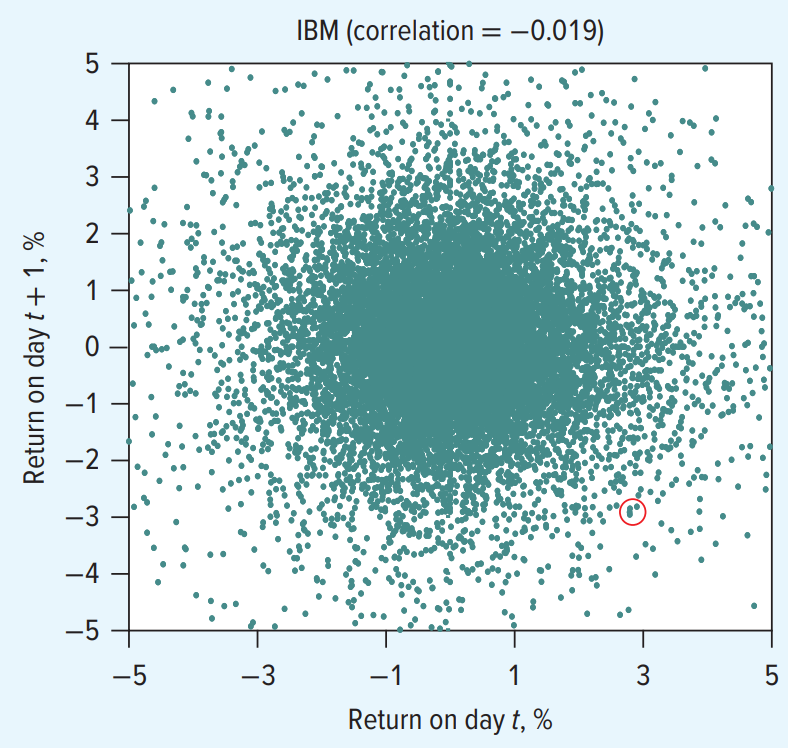 IBM (correlation = −0.019)
5
4
3
2
1
0
−1
−2
−3
−4
−5
Return on day t + 1, %
−5 −3 −1 1 3 5
Return on day t, %